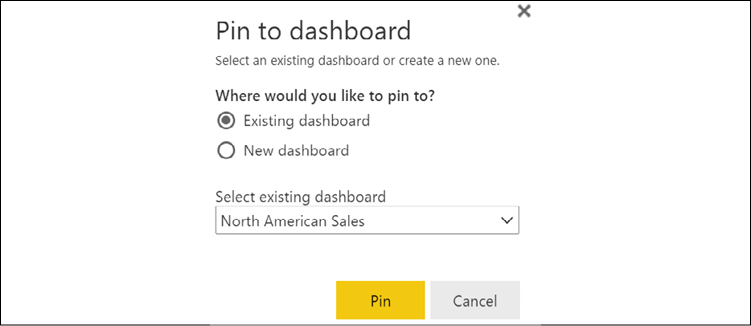 Pin to dashboard
Select an existing dashboard or create a new one.
Where would you like to pin to?
Existing dashboard
New dashboard
Select existing dashboard
North American Sales
Pin
Cancel